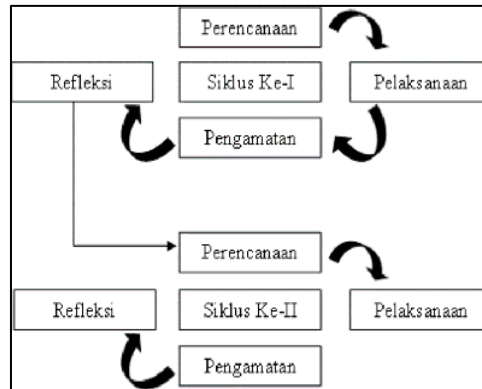 Perencanaan
Refleksi
Siklus Ke-I
Pelaksanaan
Pengamatan
Perencanaan
Refleksi
Siklus Ke-II
Pelaksanaan
Pengamatan